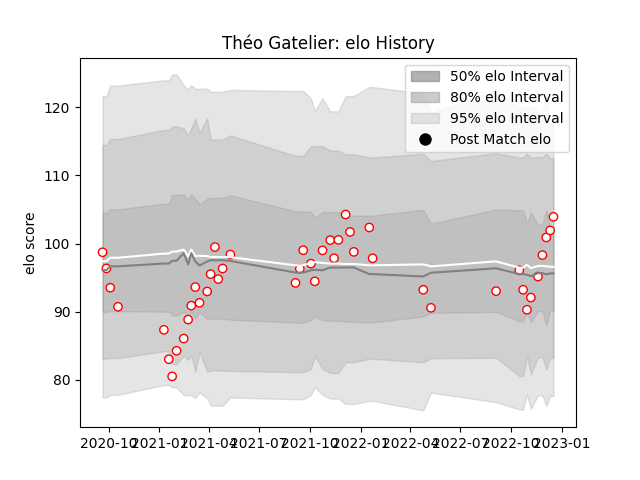 Théo Gatelier: elo History
50% elo Interval
80% elo Interval
95% elo Interval
Post Match elo
elo score
120
110
100
90
80
2020-10 2021-01 2021-04 2021-07 2021-10 2022-01 2022-04 2022-07 2022-10 2023-01